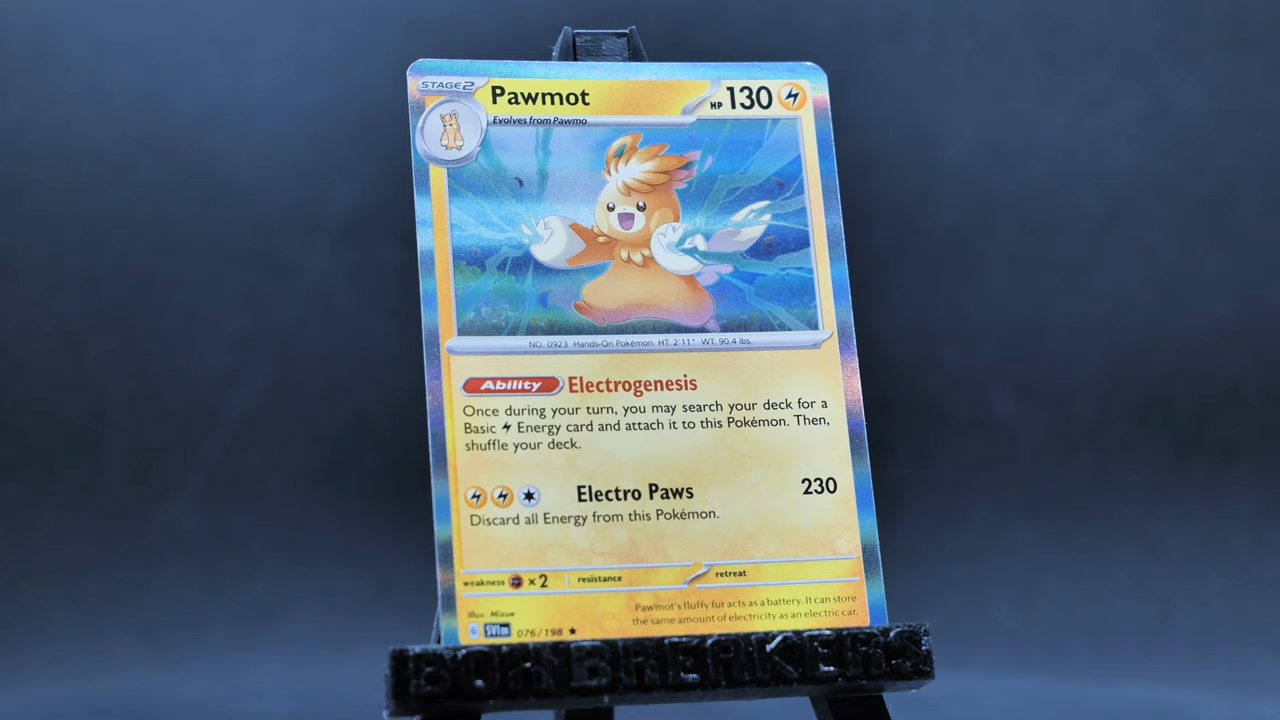 STAGE2
Pawmot
HP 130
Evolves from Pawmo
NO. 0923 Hands-On Pokémon HT: 2'11" WT: 90.4 lbs.
Ability Electrogenesis
Once during your turn, you may search your deck for a
Basic Energy card and attach it to this Pokémon. Then,
shuffle your deck.
Electro Paws 230
Discard all Energy from this Pokémon.
weakness ×2 resistance retreat
Illus. Mizue
Pawmot's fluffy fur acts as a battery. It can store
the same amount of electricity as an electric car.
G SVI EN 076/198
BOXBREAKERS